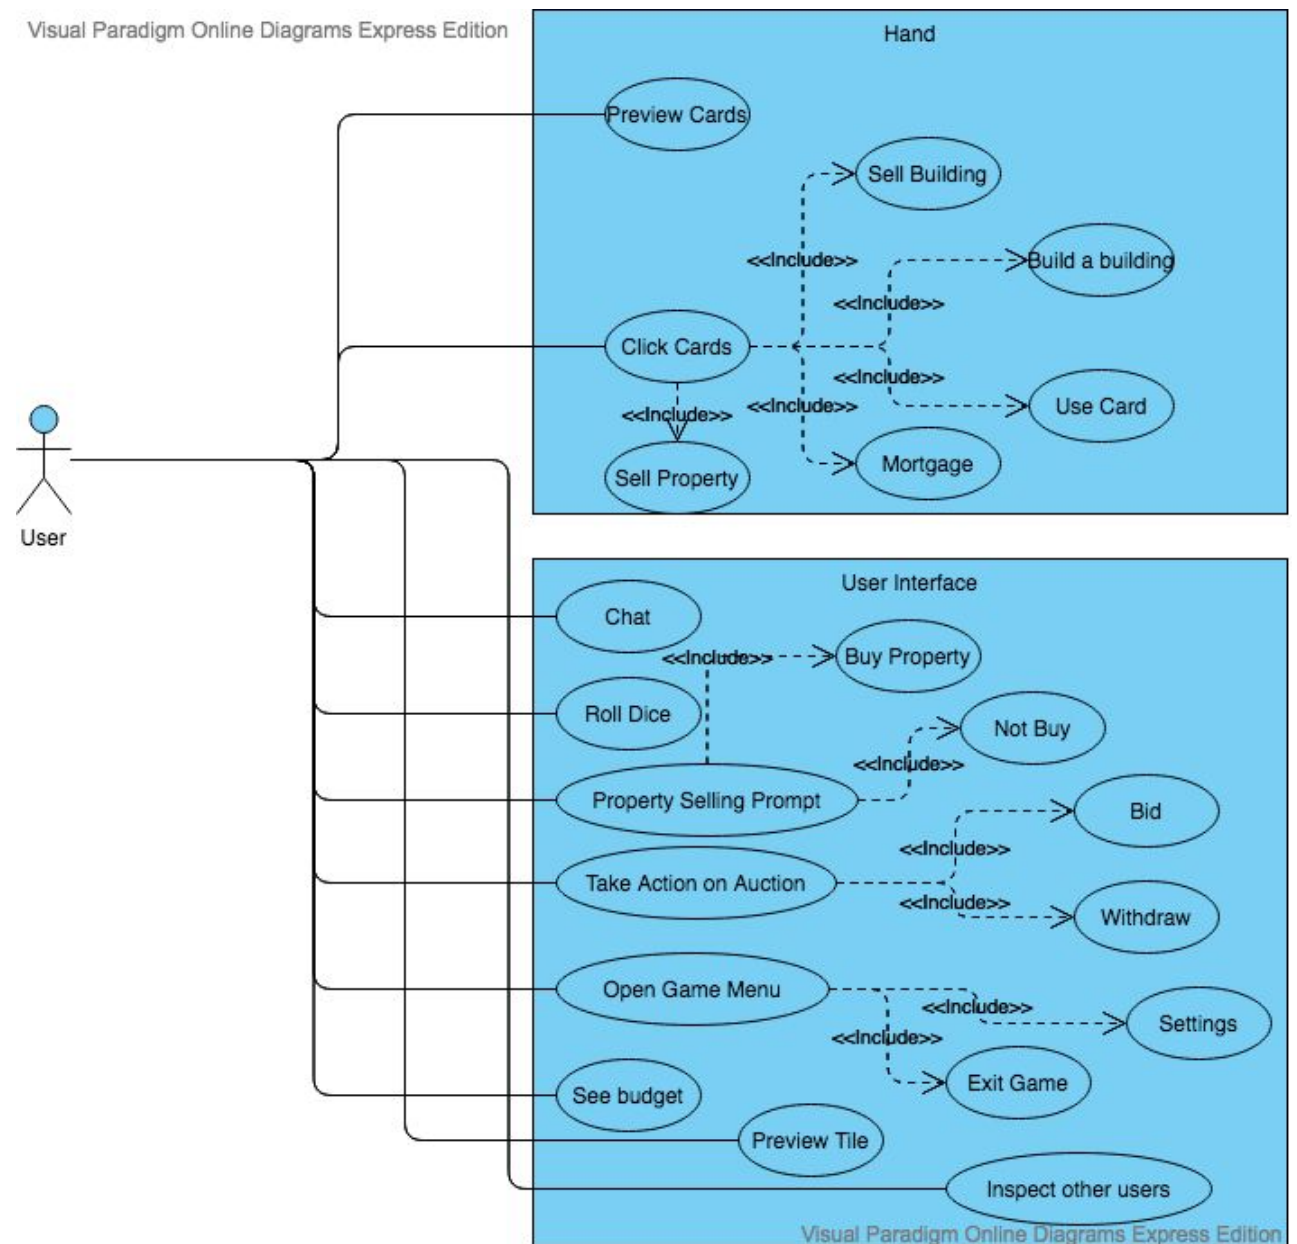 Visual Paradigm Online Diagrams Express Edition
Hand
Preview Cards
Sell Building
<<Include>>
Build a building
<<Include>>
Click Cards
<<Include>>
<<Include>>
<<Include>>
Use Card
Sell Property
Mortgage
User
User Interface
Chat
<<Include>>
Buy Property
Roll Dice
Not Buy
<<Include>>
Property Selling Prompt
Bid
<<Include>>
Take Action on Auction
<<Include>>
Withdraw
Open Game Menu
<<Include>>
Settings
<<Include>>
Exit Game
See budget
Preview Tile
Inspect other users
Visual Paradigm Online Diagrams Express Edition